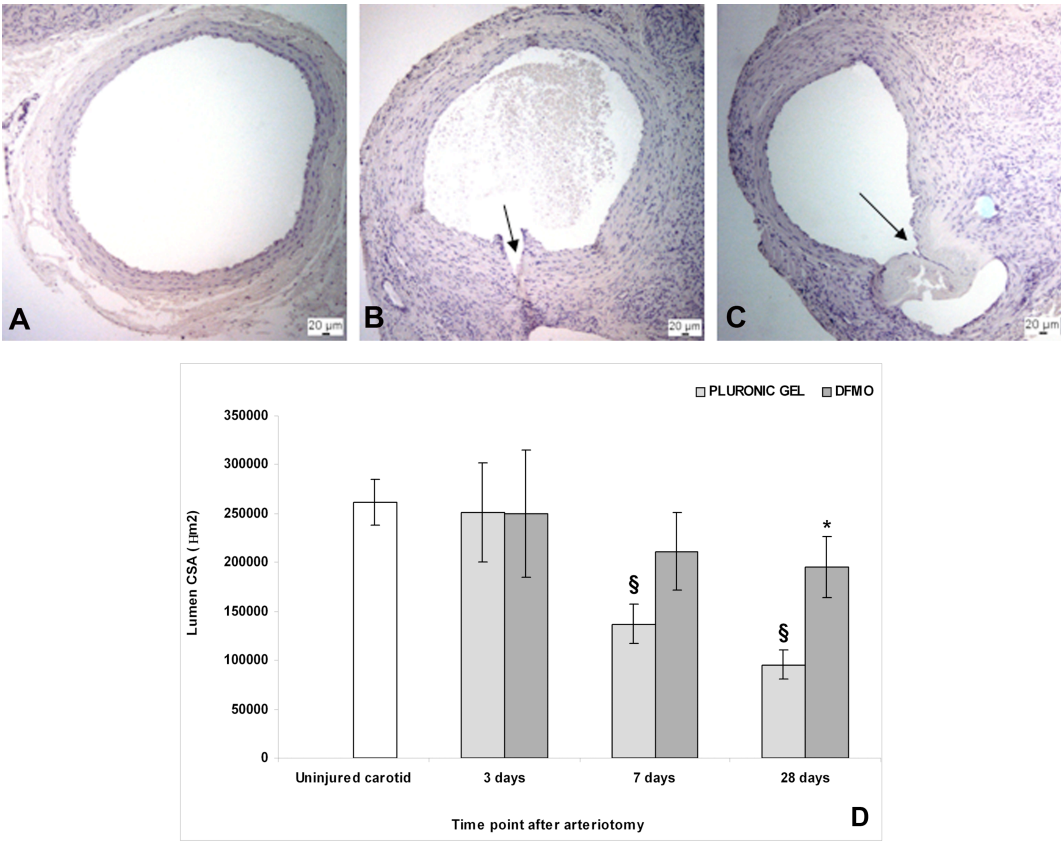 A
20 µm
B
20 µm
C
20 µm
PLURONIC GEL DFMO
350000
300000
250000
200000
150000
100000
50000
0
Lumen CSA (μm2)
§
§
*
Uninjured carotid 3 days 7 days 28 days
Time point after arteriotomy
D